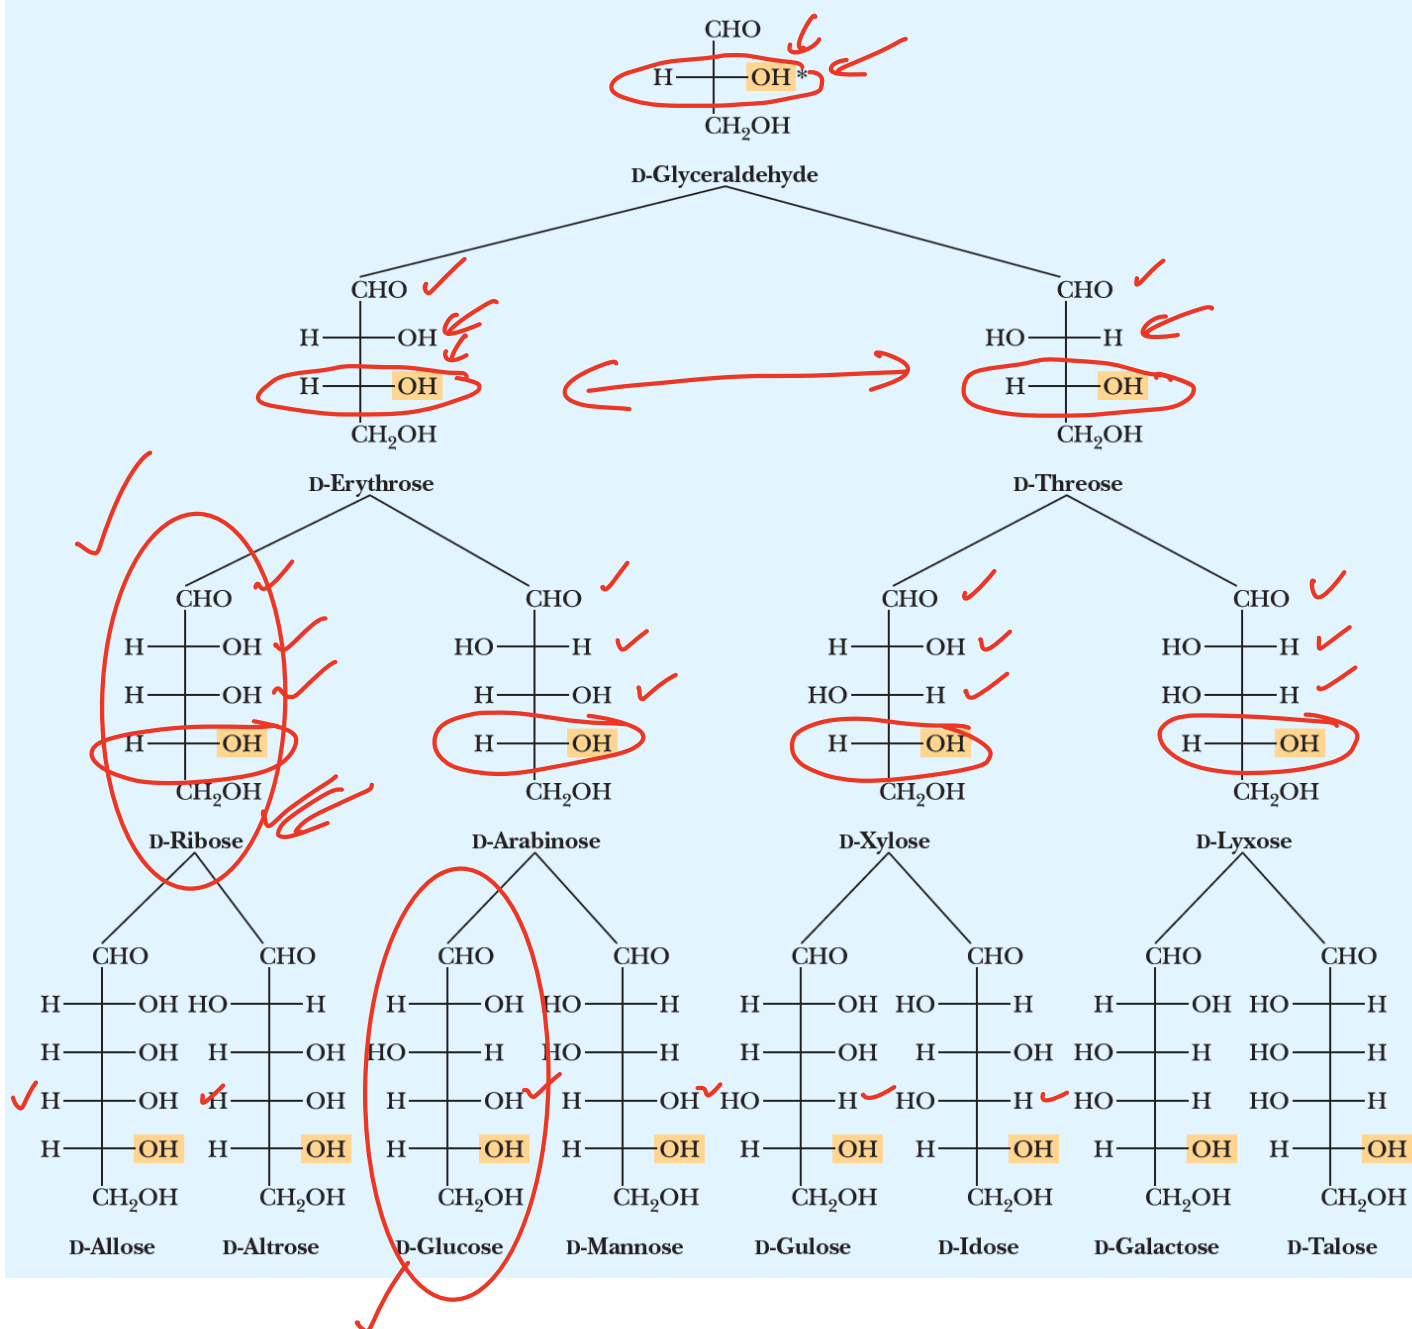 CHO
H OH*
CH₂OH
D-Glyceraldehyde
CHO CHO
H OH HO H
H OH H OH
CH₂OH CH₂OH
D-Erythrose D-Threose
CHO CHO CHO CHO
H OH HO H H OH HO H
H OH H OH HO H HO H
H OH H OH H OH H OH
CH₂OH CH₂OH CH₂OH CH₂OH
D-Ribose D-Arabinose D-Xylose D-Lyxose
CHO CHO CHO CHO CHO CHO CHO CHO
H OH HO H H OH HO H H OH HO H H OH HO H
H OH H OH HO H HO H H OH H OH HO H HO H
H OH H OH H OH H OH HO H HO H HO H HO H
H OH H OH H OH H OH H OH H OH H OH H OH
CH₂OH CH₂OH CH₂OH CH₂OH CH₂OH CH₂OH CH₂OH CH₂OH
D-Allose D-Altrose D-Glucose D-Mannose D-Gulose D-Idose D-Galactose D-Talose